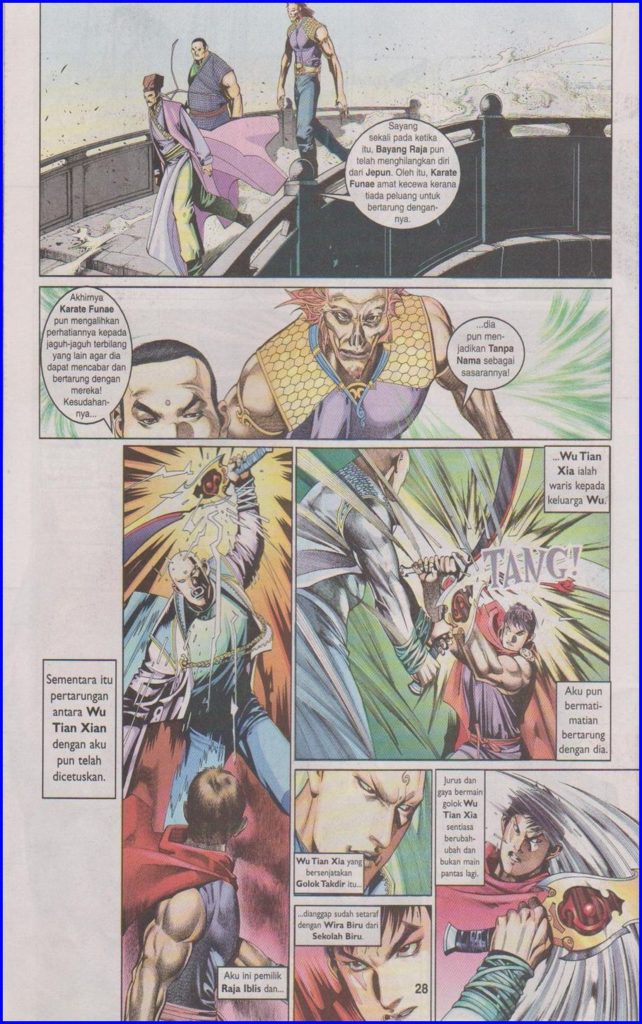 Sayang
sekali pada ketika
itu, Bayang Raja pun
telah menghilangkan diri
dari Jepun. Oleh itu, Karate
Funae amat kecewa kerana
tiada peluang untuk
bertarung dengan-
nya.
Akhirnya
Karate Funae
pun mengalihkan
perhatiannya kepada
jaguh-jaguh terbilang
yang lain agar dia
dapat mencabar dan
bertarung dengan
mereka!
Kesudahan-
nya...
...dia
pun men-
jadikan Tanpa
Nama sebagai
sasarannya!
Sementara itu
pertarungan
antara Wu
Tian Xian
dengan aku
pun telah
dicetuskan.
Aku ini pemilik
Raja Iblis dan...
...Wu Tian
Xia ialah
waris kepada
keluarga Wu.
TANG!
Aku pun
bermati-
matian
bertarung
dengan dia.
Wu Tian Xia yang
bersenjatakan
Golok Takdir itu...
...dianggap sudah setaraf
dengan Wira Biru dari
Sekolah Biru.
Jurus dan
gaya bermain
golok Wu
Tian Xia
sentiasa
berubah-
ubah dan
bukan main
pantas lagi.
28